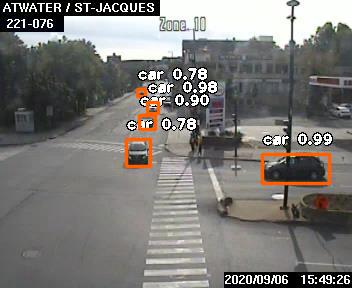 ATWATER / ST-JACQUES
221-076
Zone 10
car 0.78
car 0.98
car 0.90
car 0.78
car 0.99
2020/09/06 15:49:26